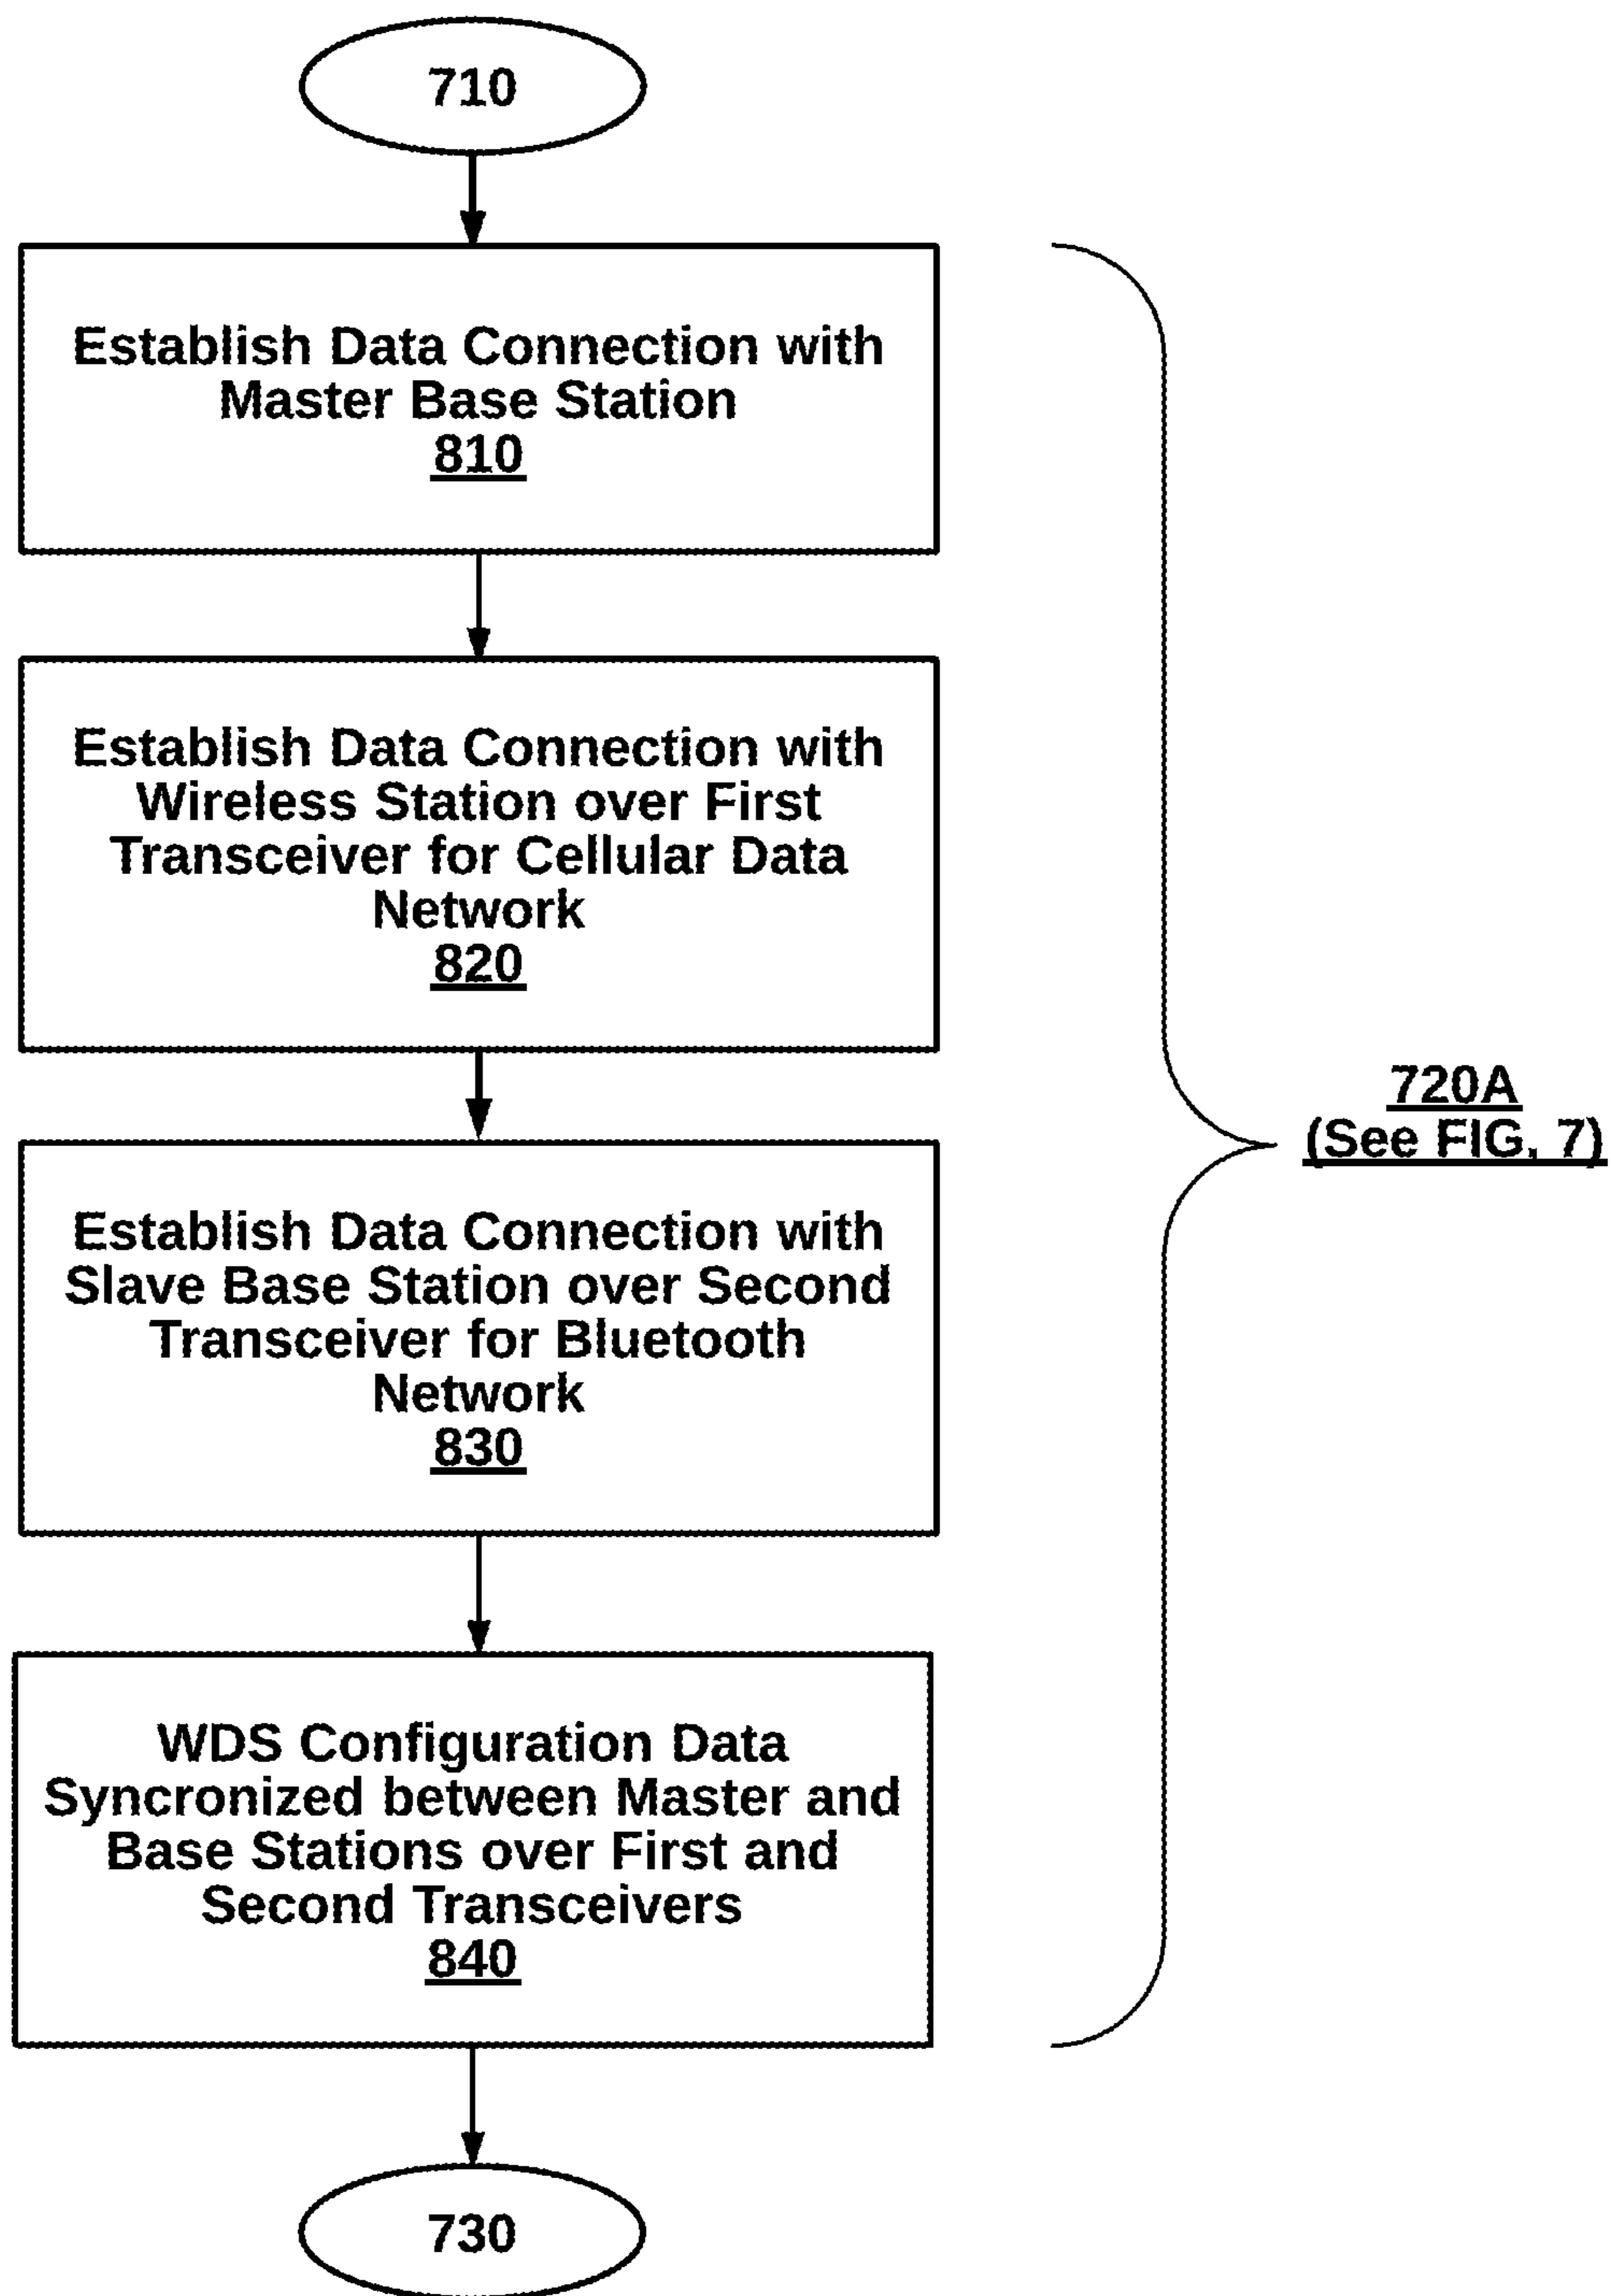 710
Establish Data Connection with
Master Base Station
810
Establish Data Connection with
Wireless Station over First
Transceiver for Cellular Data
Network
820
Establish Data Connection with
Slave Base Station over Second
Transceiver for Bluetooth
Network
830
WDS Configuration Data
Syncronized between Master and
Base Stations over First and
Second Transceivers
840
730
720A
(See FIG. 7)